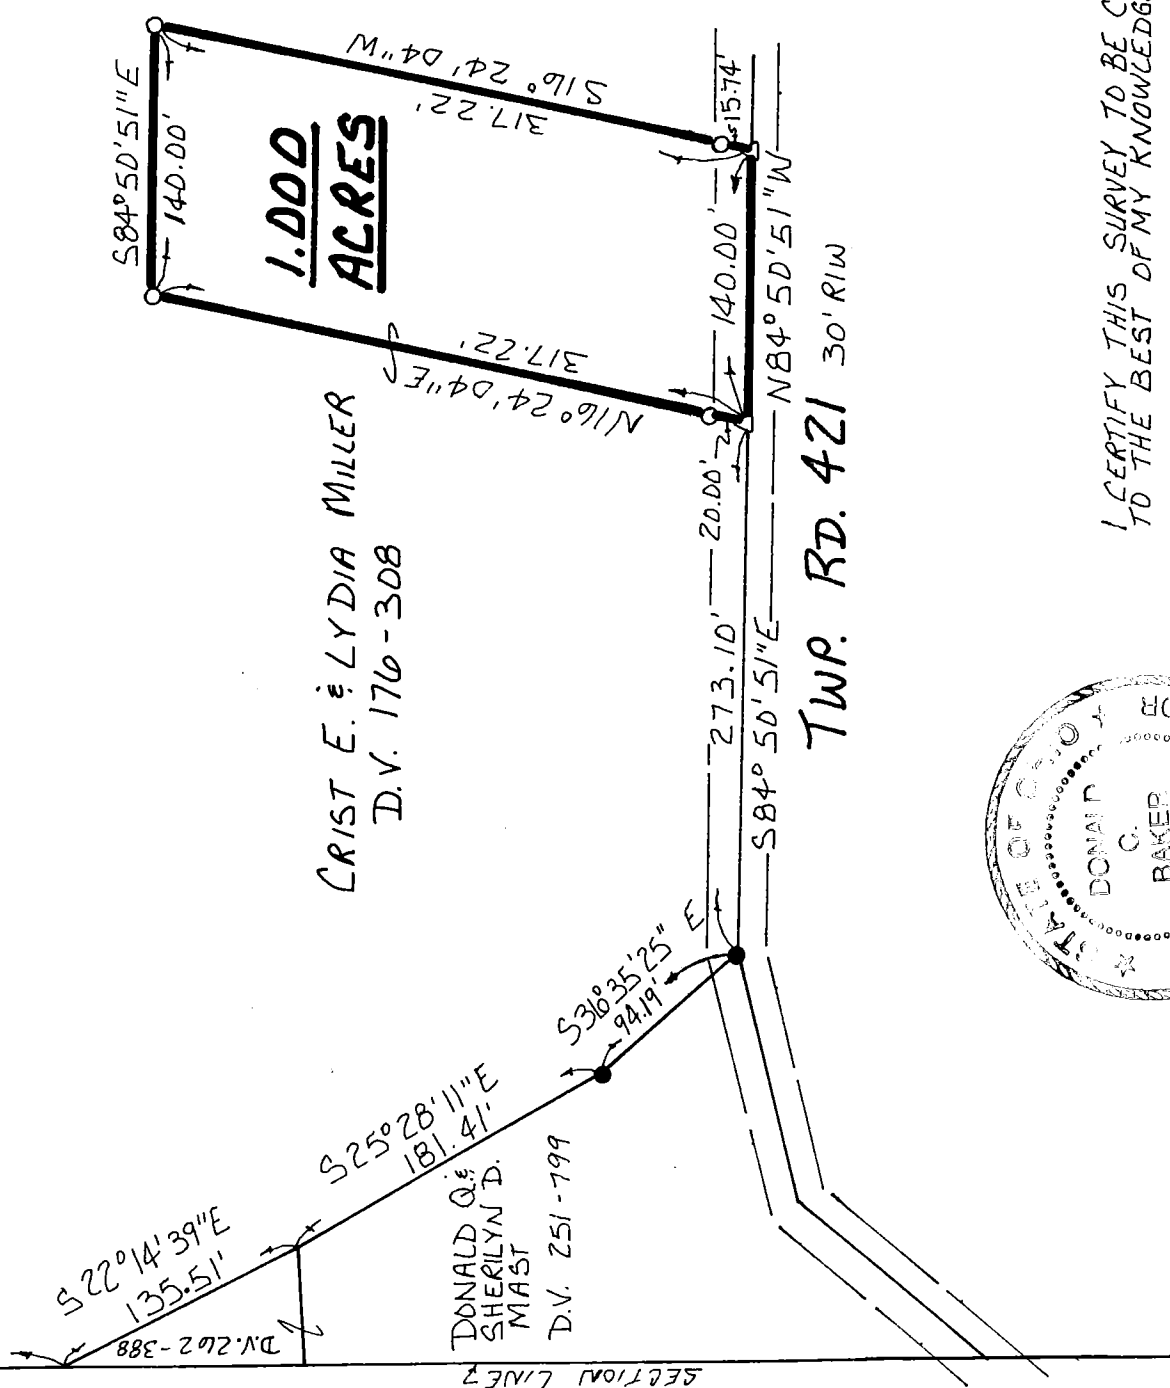 S84°50'51"E
140.00'
1.000
ACRES
S16° 24' 04"W
317.22'
317.22'
N16° 24' 04"E
15.74'
140.00'
N84° 50' 51"W
30' R/W
20.00'
273.10'
S84° 50' 51"E
TWP. RD. 421
CRIST E. & LYDIA MILLER
D.V. 176-308
94.19'
S25°28'11"E
181.41'
S22°14'39"E
135.51'
D.V. 262-388
DONALD Q. &
SHERILYN D.
MAST
D.V. 251-799
SECTION LINE
I CERTIFY THIS SURVEY TO BE C
TO THE BEST OF MY KNOWLEDG
STATE OF
DONALD
C.
BAKER
OR